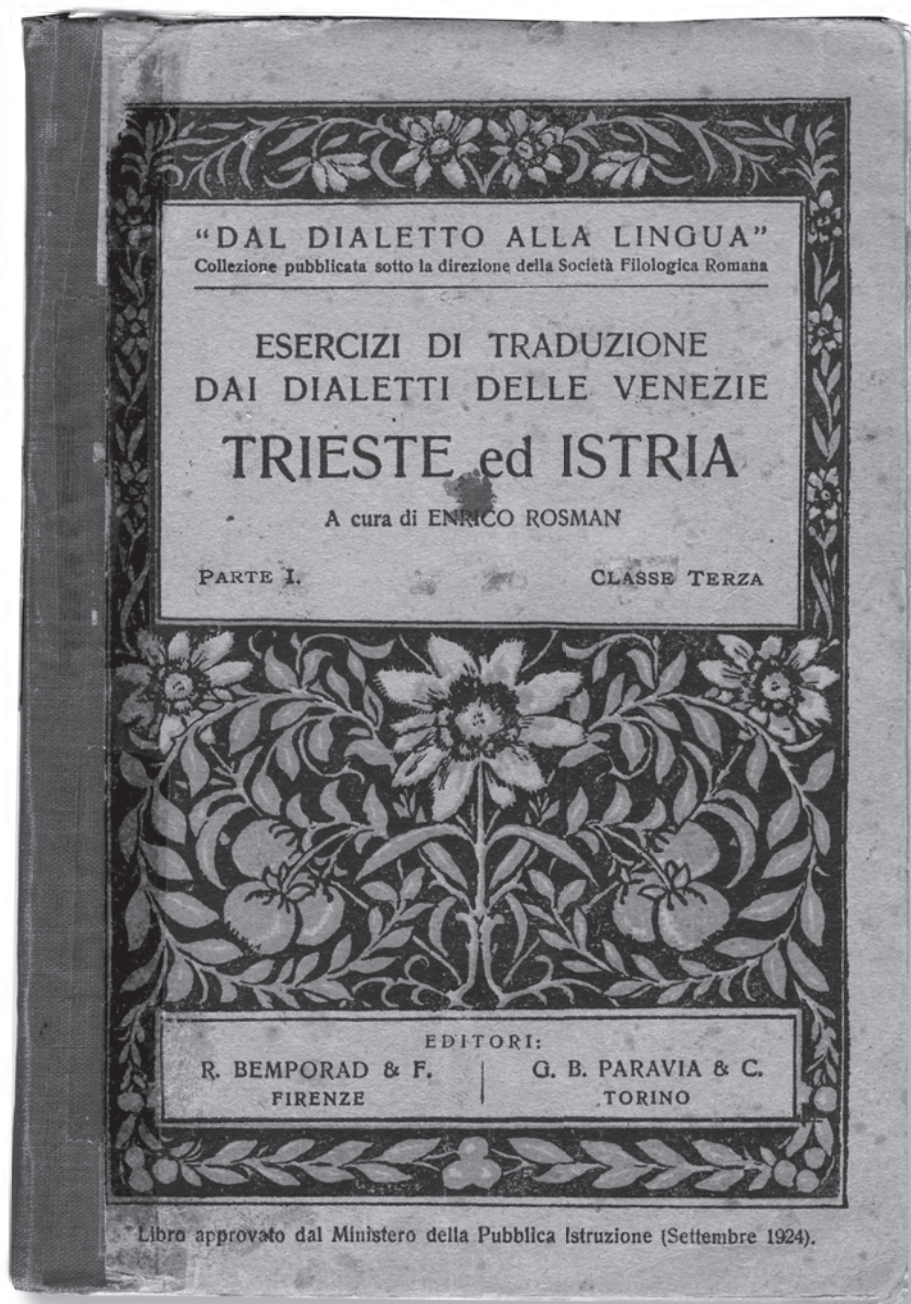 “DAL DIALETTO ALLA LINGUA”
Collezione pubblicata sotto la direzione della Società Filologica Romana
ESERCIZI DI TRADUZIONE
DAI DIALETTI DELLE VENEZIE
TRIESTE ed ISTRIA
A cura di ENRICO ROSMAN
PARTE I. CLASSE TERZA
EDITORI:
R. BEMPORAD & F. G. B. PARAVIA & C.
FIRENZE TORINO
Libro approvato dal Ministero della Pubblica Istruzione (Settembre 1924).